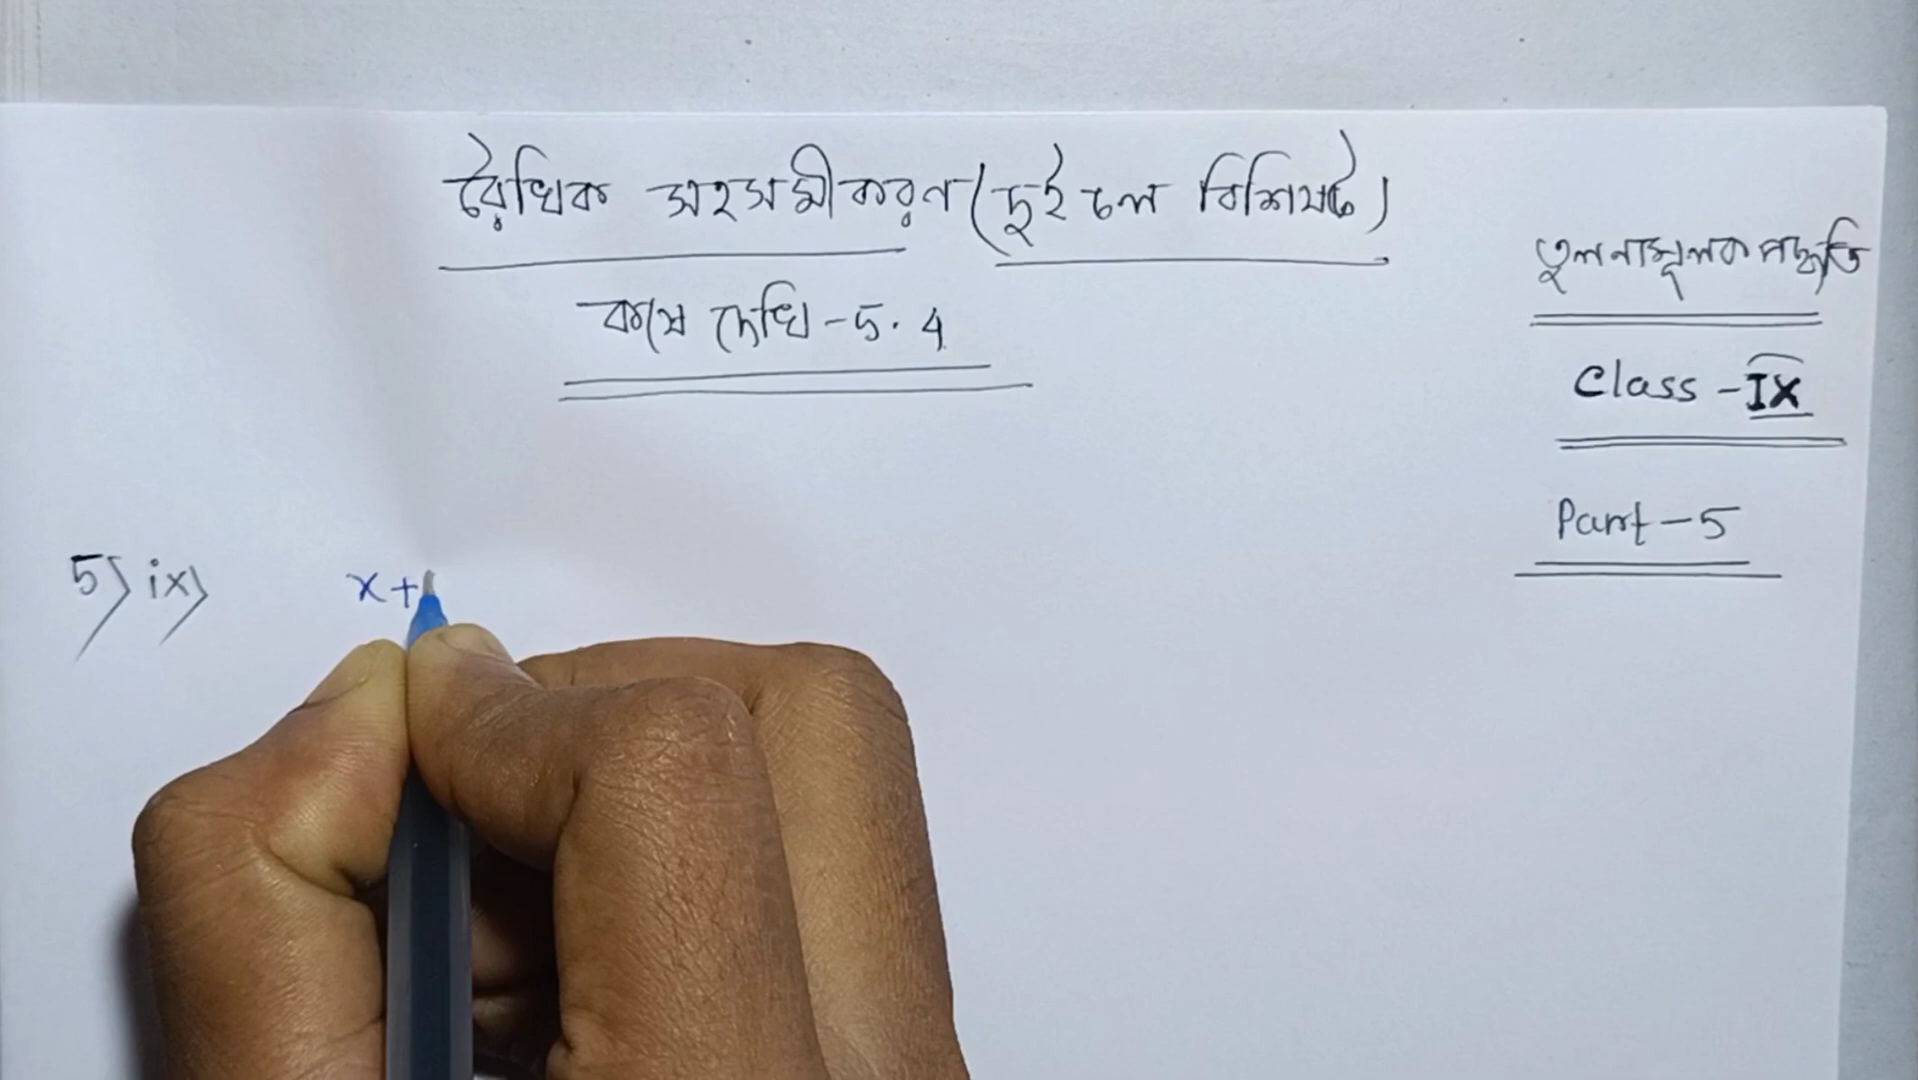 রৈখিক সহসমীকরণ (দুই চল বিশিষ্ট)
কষে দেখি - 5.4
তুলনামূলক পদ্ধতি
Class - IX
Part - 5
5) ix) x +